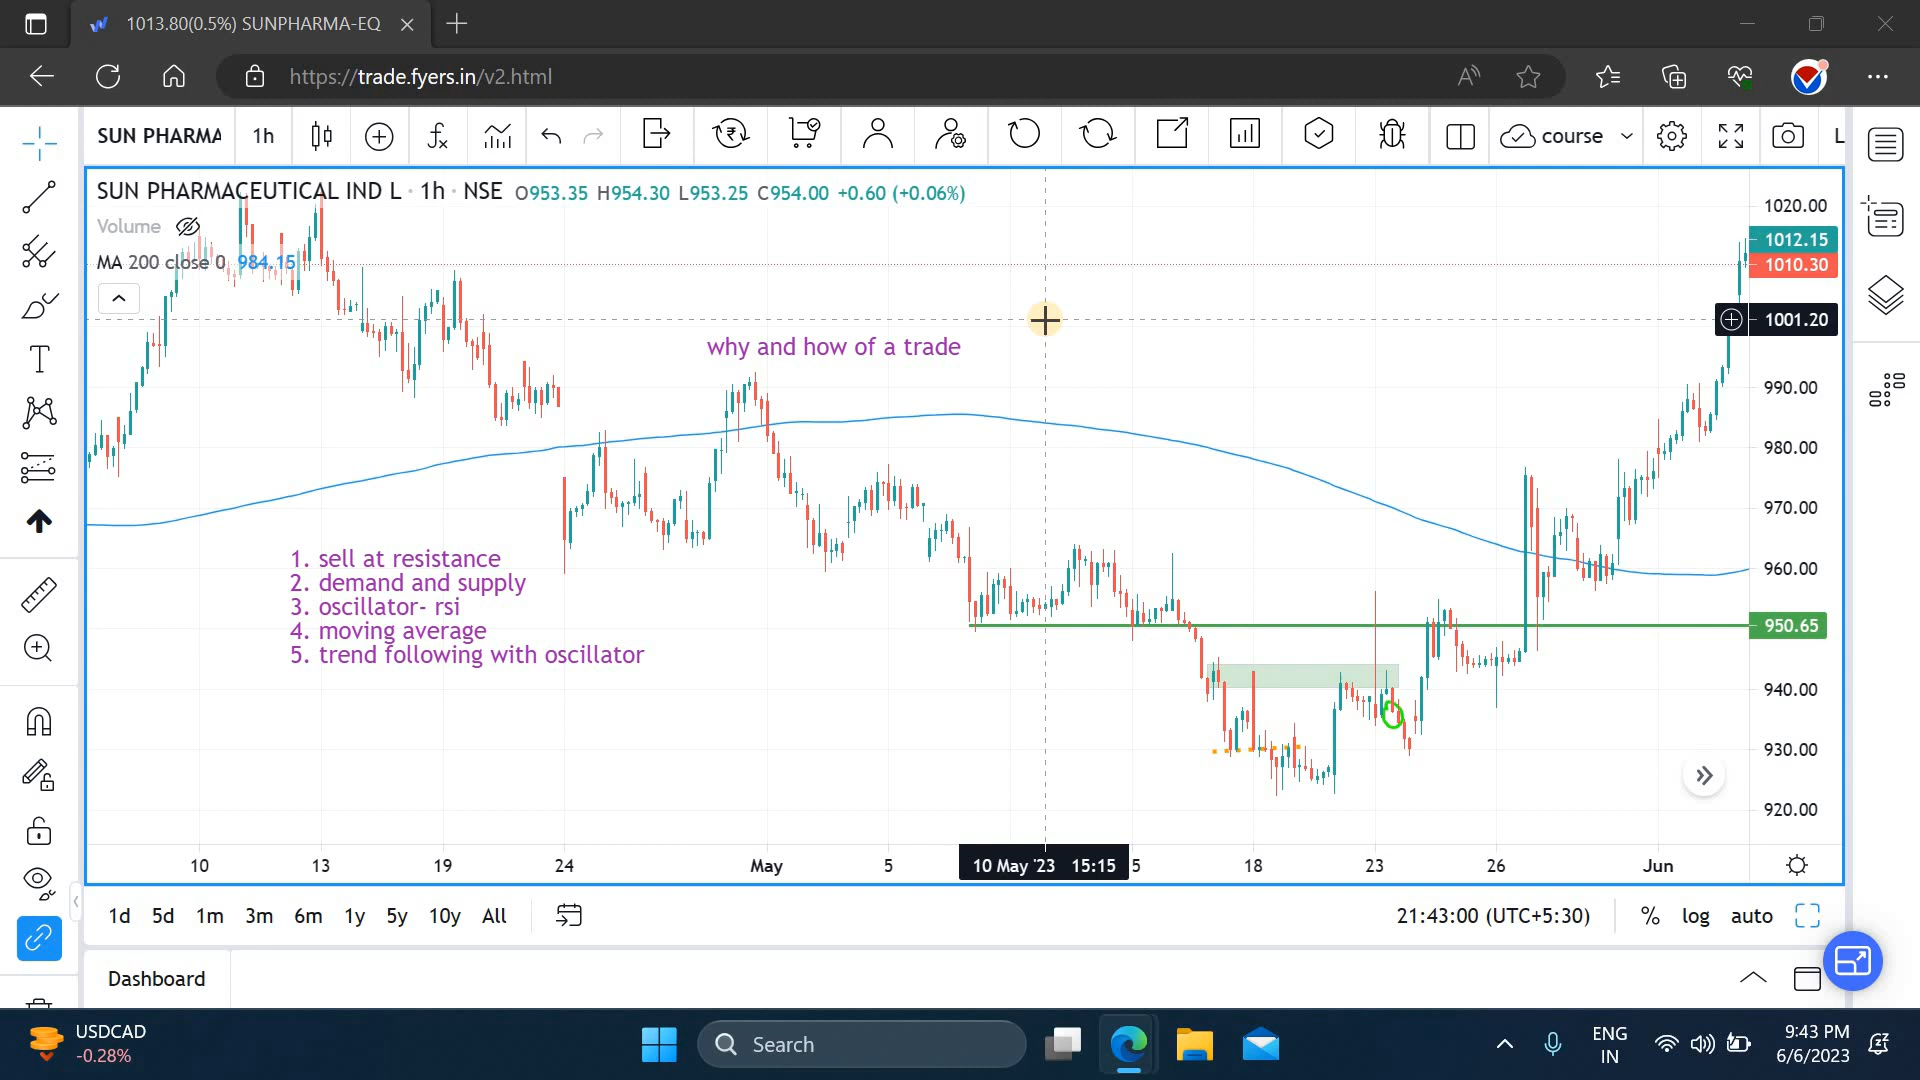 1013.80(0.5%) SUNPHARMA-EQ
https://trade.fyers.in/v2.html
SUN PHARMA 1h course L
SUN PHARMACEUTICAL IND L · 1h · NSE O953.35 H954.30 L953.25 C954.00 +0.60 (+0.06%)
Volume
MA 200 close 0 984.15
1020.00
1012.15
1010.30
1001.20
why and how of a trade
990.00
980.00
970.00
1. sell at resistance
2. demand and supply
3. oscillator- rsi
4. moving average
5. trend following with oscillator
960.00
950.65
940.00
930.00
920.00
10 13 19 24 May 5 10 May '23 15:15 5 18 23 26 Jun
1d 5d 1m 3m 6m 1y 5y 10y All 21:43:00 (UTC+5:30) % log auto
Dashboard
USDCAD
-0.28%
Search
ENG
IN
9:43 PM
6/6/2023